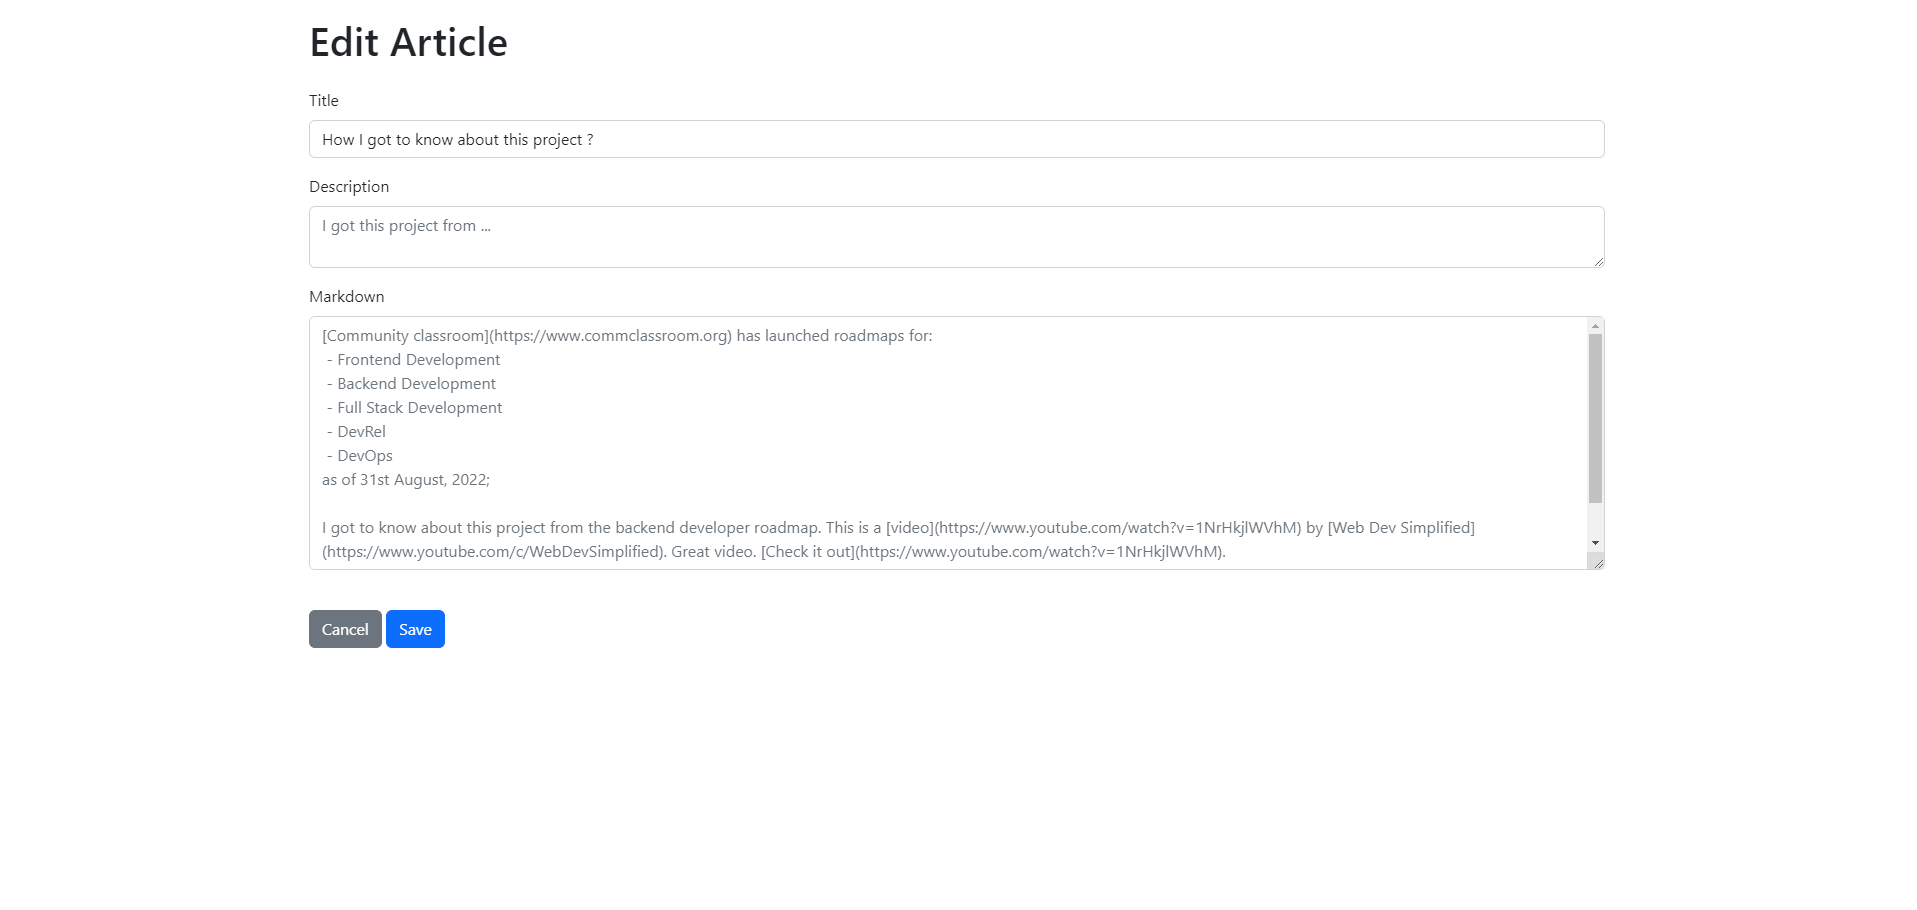 Edit Article
Title
How I got to know about this project ?
Description
I got this project from ...
Markdown
[Community classroom](https://www.commclassroom.org) has launched roadmaps for:
- Frontend Development
- Backend Development
- Full Stack Development
- DevRel
- DevOps
as of 31st August, 2022;
I got to know about this project from the backend developer roadmap. This is a [video](https://www.youtube.com/watch?v=1NrHkjlWVhM) by [Web Dev Simplified]
(https://www.youtube.com/c/WebDevSimplified). Great video. [Check it out](https://www.youtube.com/watch?v=1NrHkjlWVhM).
Cancel Save